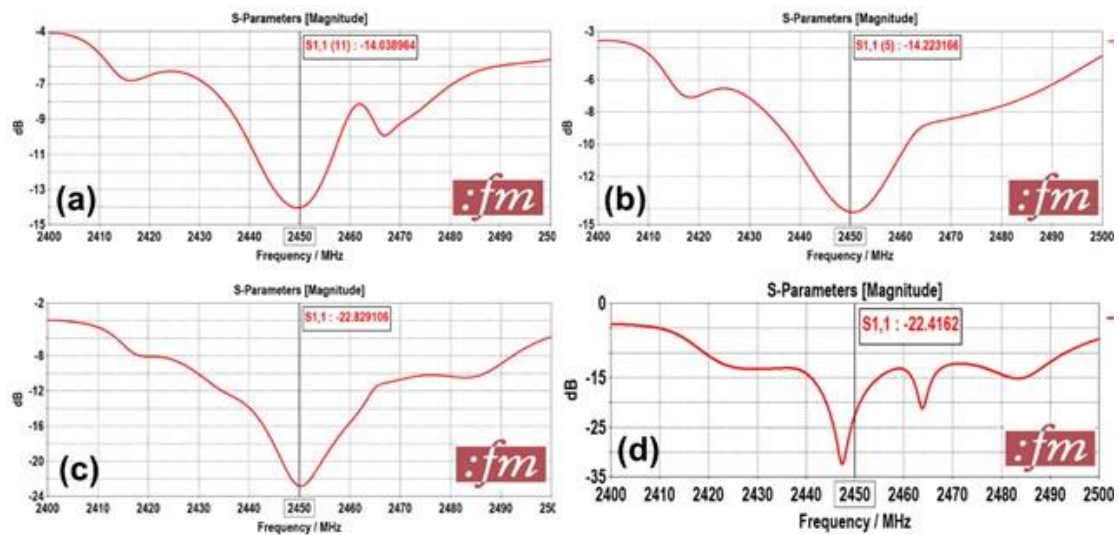 S-Parameters [Magnitude]
-4
-5
-7
-9
-11
-13
-15
dB
S1,1 (11) : -14.038964
(a)
:fm
2400 2410 2420 2430 2440 2450 2460 2470 2480 2490 250
Frequency / MHz
S-Parameters [Magnitude]
-3
-4
-6
-8
-10
-12
-15
dB
S1,1 (5) : -14.223166
(b)
:fm
2400 2410 2420 2430 2440 2450 2460 2470 2480 2490 2500
Frequency / MHz
S-Parameters [Magnitude]
-2
-8
-12
-16
-20
-24
dB
S1,1 : -22.829106
(c)
:fm
2400 2410 2420 2430 2440 2450 2460 2470 2480 2490 250
Frequency / MHz
S-Parameters [Magnitude]
0
-15
-25
-35
dB
S1,1 : -22.4162
(d)
:fm
2400 2410 2420 2430 2440 2450 2460 2470 2480 2490 2500
Frequency / MHz